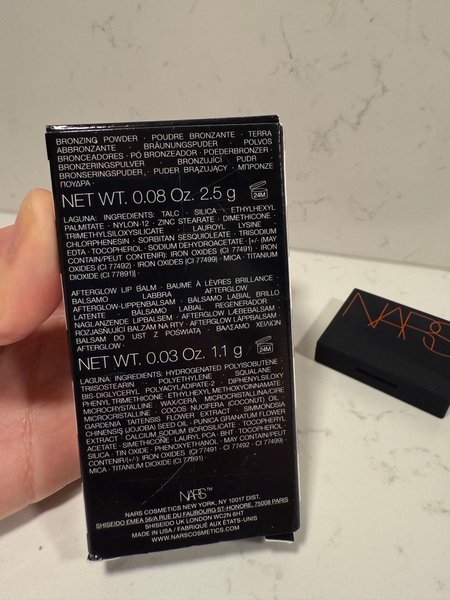 BRONZING POWDER · POUDRE BRONZANTE · TERRA
ABBRONZANTE · BRÄUNUNGSPUDER · POLVOS
BRONCEADORES · PÓ BRONZEADOR · POEDERBRONZER ·
BRONZERINGSPULVER · BRONZUJÍCÍ PUDR ·
BRONSERINGSPUDER · PUDER BRĄZUJĄCY · ΜΠΡΟΝΖΕ
ΠΟΥΔΡΑ ·
NET WT. 0.08 Oz. 2.5 g 24M
LAGUNA: INGREDIENTS: TALC · SILICA · ETHYLHEXYL
PALMITATE · NYLON-12 · ZINC STEARATE · DIMETHICONE ·
TRIMETHYLSILOXYSILICATE · LAUROYL LYSINE ·
CHLORPHENESIN · SORBITAN SESQUIOLEATE · TRISODIUM
EDTA · TOCOPHEROL · SODIUM DEHYDROACETATE · [+/- (MAY
CONTAIN/PEUT CONTENIR): IRON OXIDES (CI 77491) · IRON
OXIDES (CI 77492) · IRON OXIDES (CI 77499) · MICA · TITANIUM
DIOXIDE (CI 77891)]
AFTERGLOW LIP BALM · BAUME À LÈVRES BRILLANCE ·
BALSAMO LABBRA AFTERGLOW ·
AFTERGLOW-LIPPENBALSAM · BÁLSAMO LABIAL BRILLO
LATENTE · BÁLSAMO LABIAL REGENERADOR ·
NAGLANZENDE LIPBALSEM · AFTERGLOW LÆBEBALSAM ·
ROZJAŚNIAJĄCY BALZÁM NA RTY · AFTERGLOW LÄPPBALSAM ·
BALSAM DO UST Z POŚWIATĄ · ΒΑΛΣΑΜΟ ΧΕΙΛΙΩΝ
AFTERGLOW ·
NET WT. 0.03 Oz. 1.1 g 24M
LAGUNA: INGREDIENTS: HYDROGENATED POLYISOBUTENE ·
TRIISOSTEARIN · POLYETHYLENE · SQUALANE ·
BIS-DIGLYCERYL POLYACYLADIPATE-2 · DIPHENYLSILOXY
PHENYL TRIMETHICONE · ETHYLHEXYL METHOXYCINNAMATE ·
MICROCRYSTALLINE WAX/CERA MICROCRISTALLINA/CIRE
MICROCRYSTALLINE · COCOS NUCIFERA (COCONUT) OIL ·
GARDENIA TAITENSIS FLOWER EXTRACT · SIMMONDSIA
CHINENSIS (JOJOBA) SEED OIL · PUNICA GRANATUM FLOWER
EXTRACT · CALCIUM SODIUM BOROSILICATE · TOCOPHERYL
ACETATE · SIMETHICONE · LAURYL PCA · BHT · TOCOPHEROL ·
SILICA · TIN OXIDE · PHENOXYETHANOL · MAY CONTAIN/PEUT
CONTENIR/(+/-): IRON OXIDES (CI 77491 · CI 77492 · CI 77499) ·
MICA · TITANIUM DIOXIDE (CI 77891) ·
NARS™
NARS COSMETICS NEW YORK, NY 10017 DIST.
SHISEIDO EMEA 56/A RUE DU FAUBOURG ST-HONORÉ, 75008 PARIS
SHISEIDO UK LONDON WC2N 6HT
MADE IN USA / FABRIQUÉ AUX ÉTATS-UNIS
WWW.NARSCOSMETICS.COM
NARS